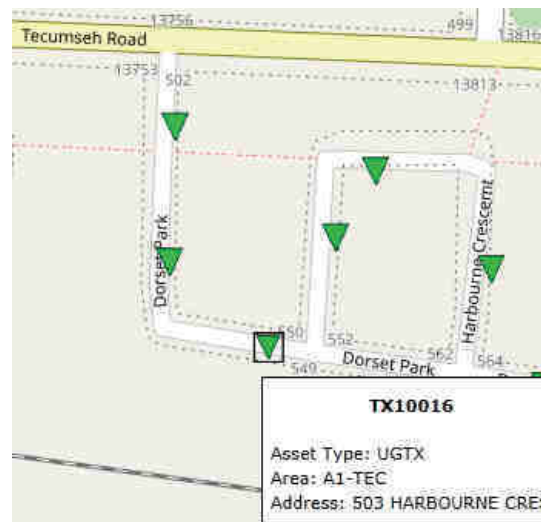 13756
499
13816
Tecumseh Road
13753
502
13813
Dorset Park
Harbourne Crescent
550
552
549
Dorset Park
562
564
TX10016
Asset Type: UGTX
Area: A1-TEC
Address: 503 HARBOURNE CRES